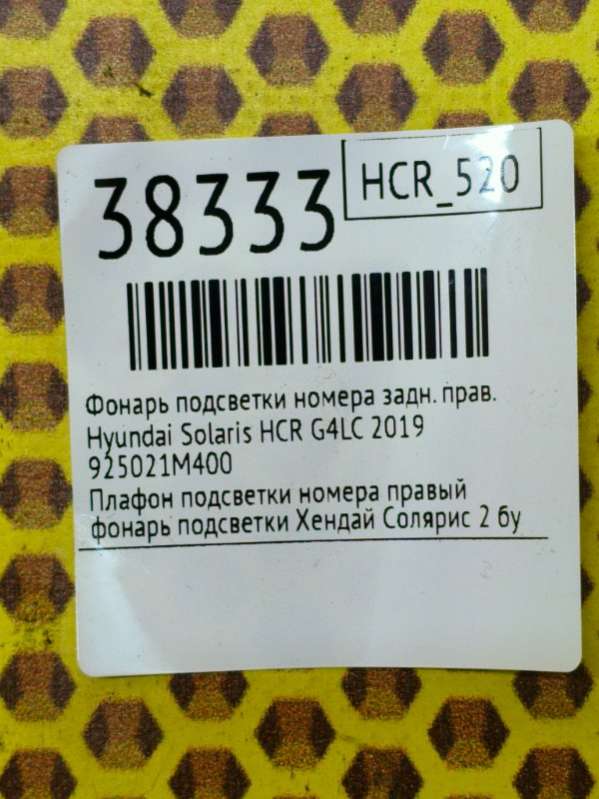 38333
HCR_520
Фонарь подсветки номера задн. прав.
Hyundai Solaris HCR G4LC 2019
925021M400
Плафон подсветки номера правый
фонарь подсветки Хендай Солярис 2 бу